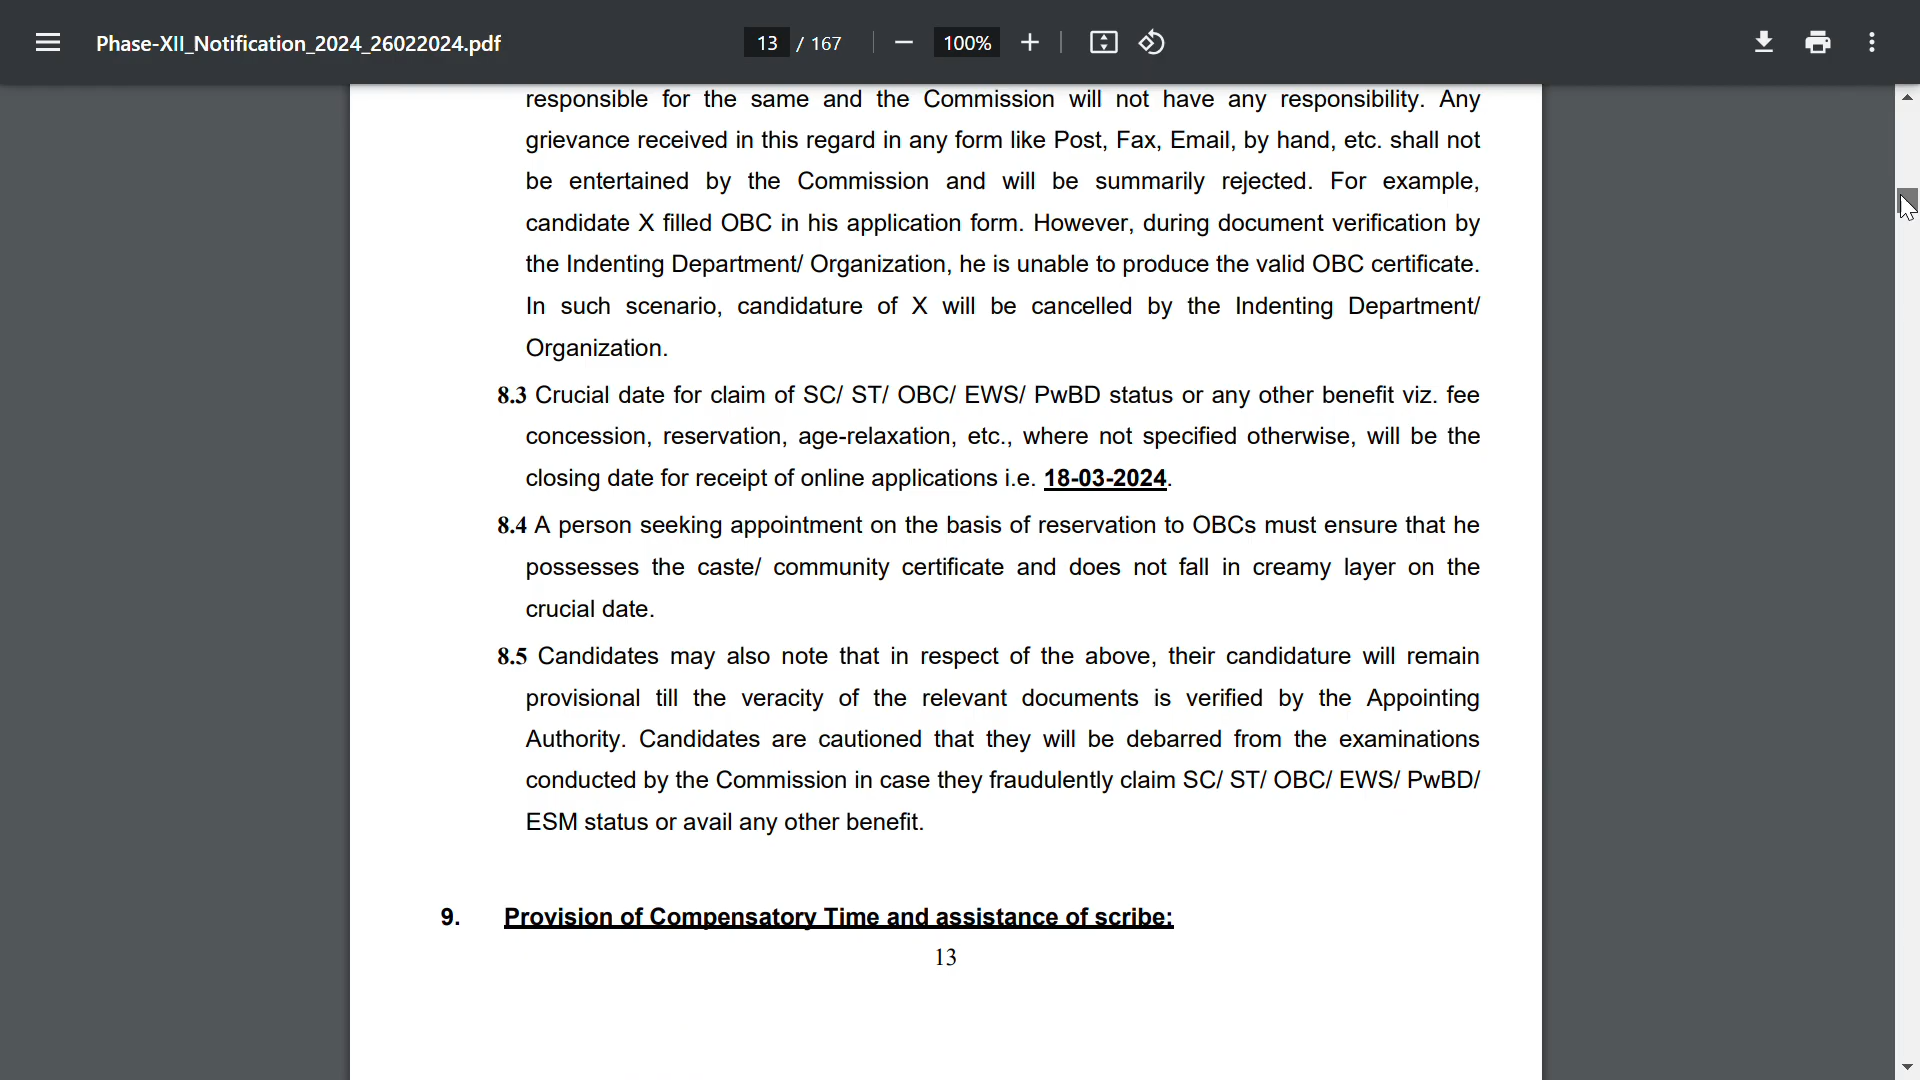 Phase-XII_Notification_2024_26022024.pdf
13 / 167
100%
responsible for the same and the Commission will not have any responsibility. Any
grievance received in this regard in any form like Post, Fax, Email, by hand, etc. shall not
be entertained by the Commission and will be summarily rejected. For example,
candidate X filled OBC in his application form. However, during document verification by
the Indenting Department/ Organization, he is unable to produce the valid OBC certificate.
In such scenario, candidature of X will be cancelled by the Indenting Department/
Organization.
8.3 Crucial date for claim of SC/ ST/ OBC/ EWS/ PwBD status or any other benefit viz. fee
concession, reservation, age-relaxation, etc., where not specified otherwise, will be the
closing date for receipt of online applications i.e. 18-03-2024.
8.4 A person seeking appointment on the basis of reservation to OBCs must ensure that he
possesses the caste/ community certificate and does not fall in creamy layer on the
crucial date.
8.5 Candidates may also note that in respect of the above, their candidature will remain
provisional till the veracity of the relevant documents is verified by the Appointing
Authority. Candidates are cautioned that they will be debarred from the examinations
conducted by the Commission in case they fraudulently claim SC/ ST/ OBC/ EWS/ PwBD/
ESM status or avail any other benefit.
9. Provision of Compensatory Time and assistance of scribe:
13